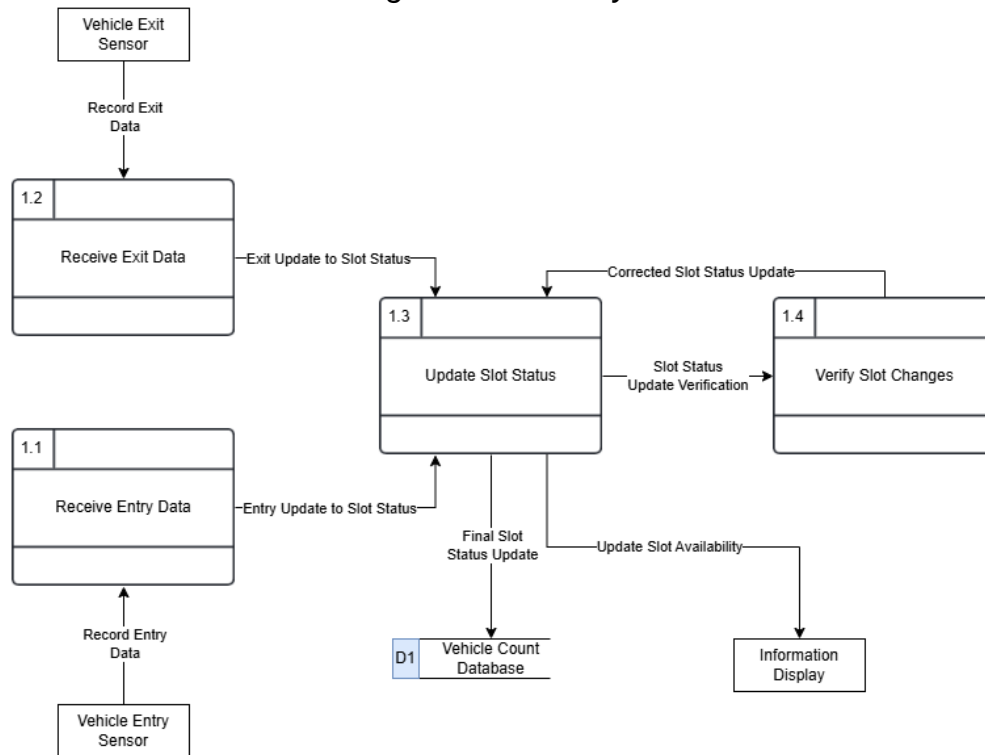 Vehicle Exit
Sensor
Record Exit
Data
1.2
Receive Exit Data
Exit Update to Slot Status
Corrected Slot Status Update
1.3
Update Slot Status
Slot Status
Update Verification
1.4
Verify Slot Changes
1.1
Receive Entry Data
Entry Update to Slot Status
Final Slot
Status Update
Update Slot Availability
Record Entry
Data
D1
Vehicle Count
Database
Information
Display
Vehicle Entry
Sensor